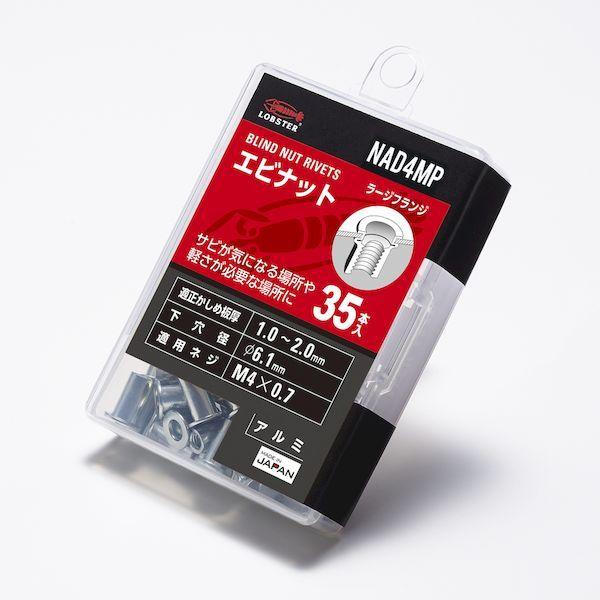 LOBSTER
BLIND NUT RIVETS
エビナット
NAD4MP
ラージフランジ
サビが気になる場所や
軽さが必要な場所に
35本入
適正かしめ板厚 1.0～2.0mm
下穴径 φ6.1mm
適用ネジ M4×0.7
アルミ
MADE IN
JAPAN